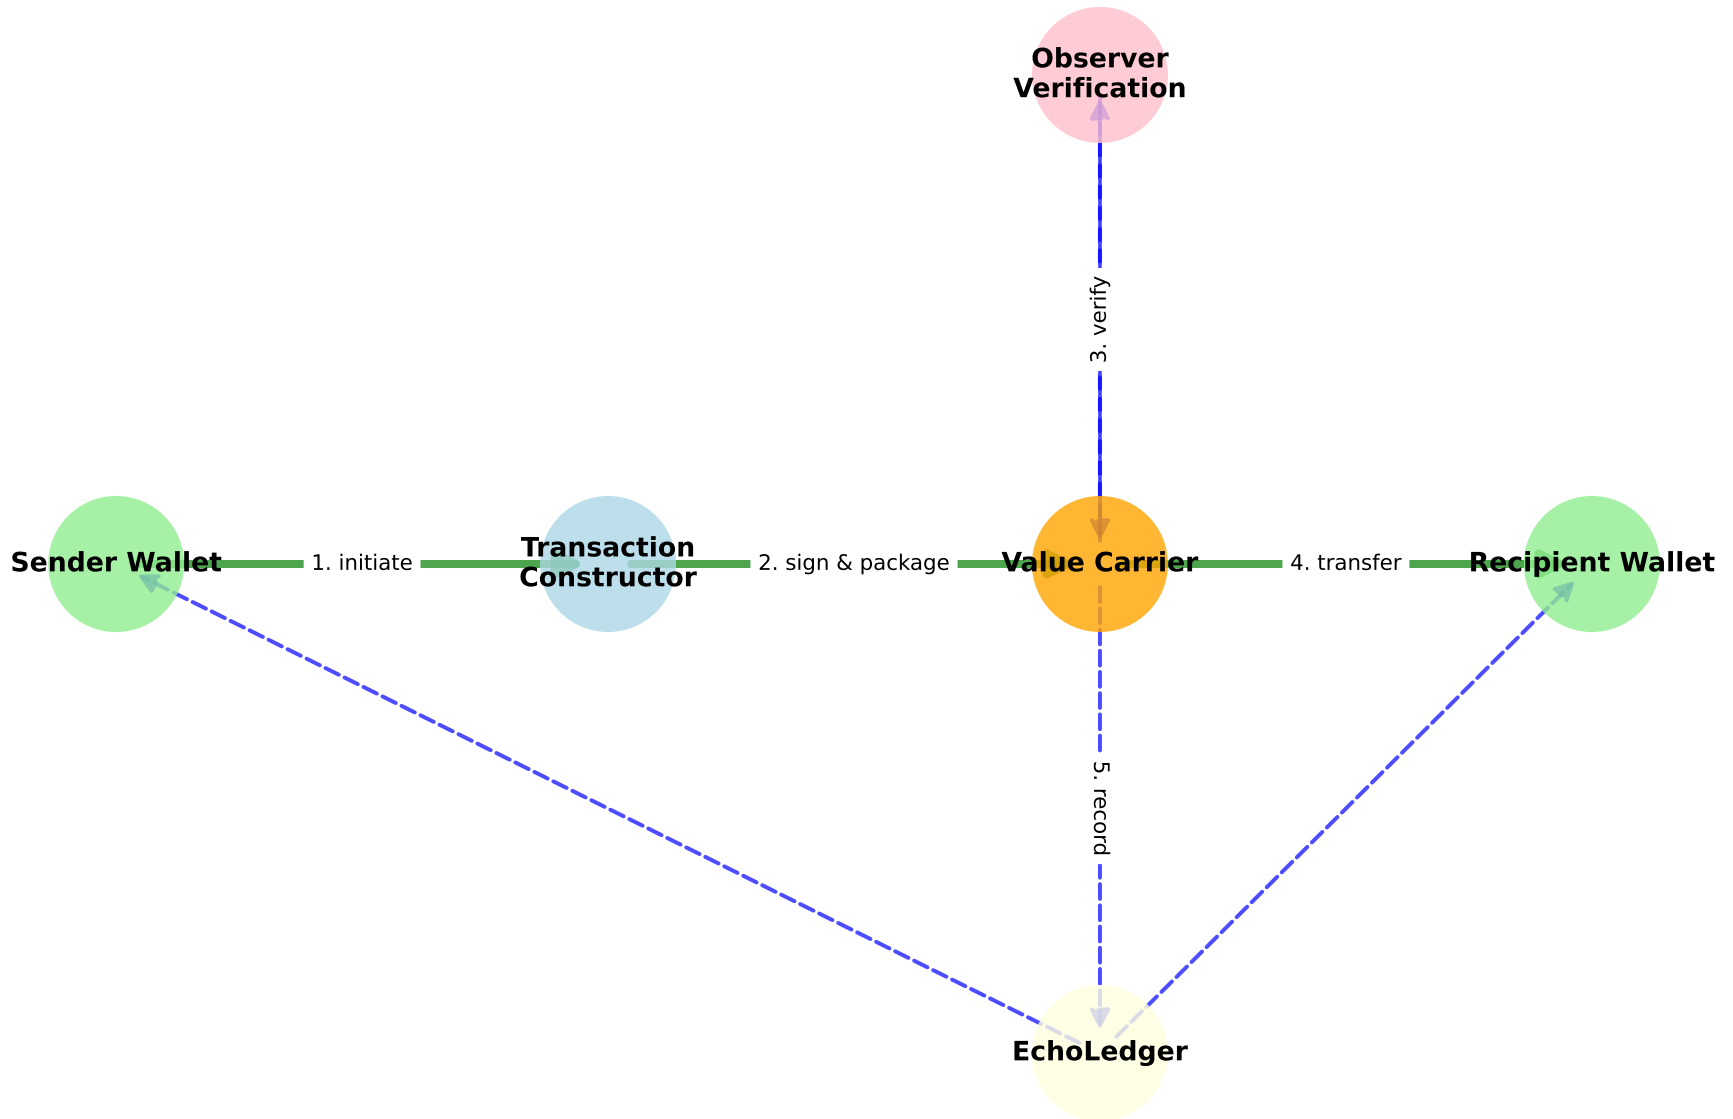 Observer
Verification
3. verify
Sender Wallet
1. initiate
Transaction
Constructor
2. sign & package
Value Carrier
4. transfer
Recipient Wallet
5. record
EchoLedger